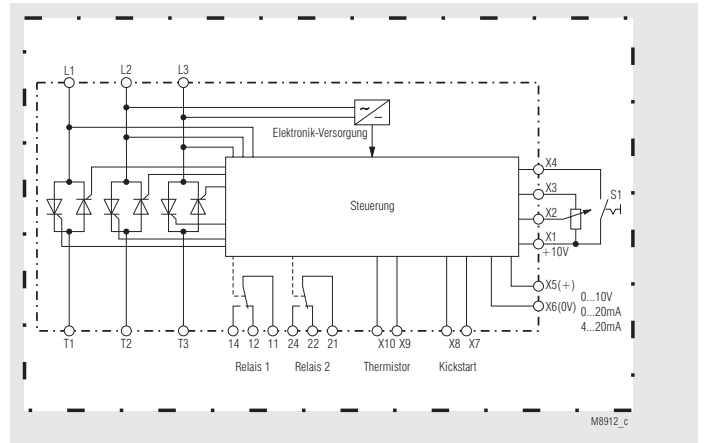 L1 L2 L3
Elektronik-Versorgung
Steuerung
X4
X3
S1
X2
X1
+10V
X5(+)
X6(0V)
0...10V
0...20mA
4...20mA
T1 T2 T3 14 12 11 24 22 21 X10 X9 X8 X7
Relais 1 Relais 2 Thermistor Kickstart
M8912_c